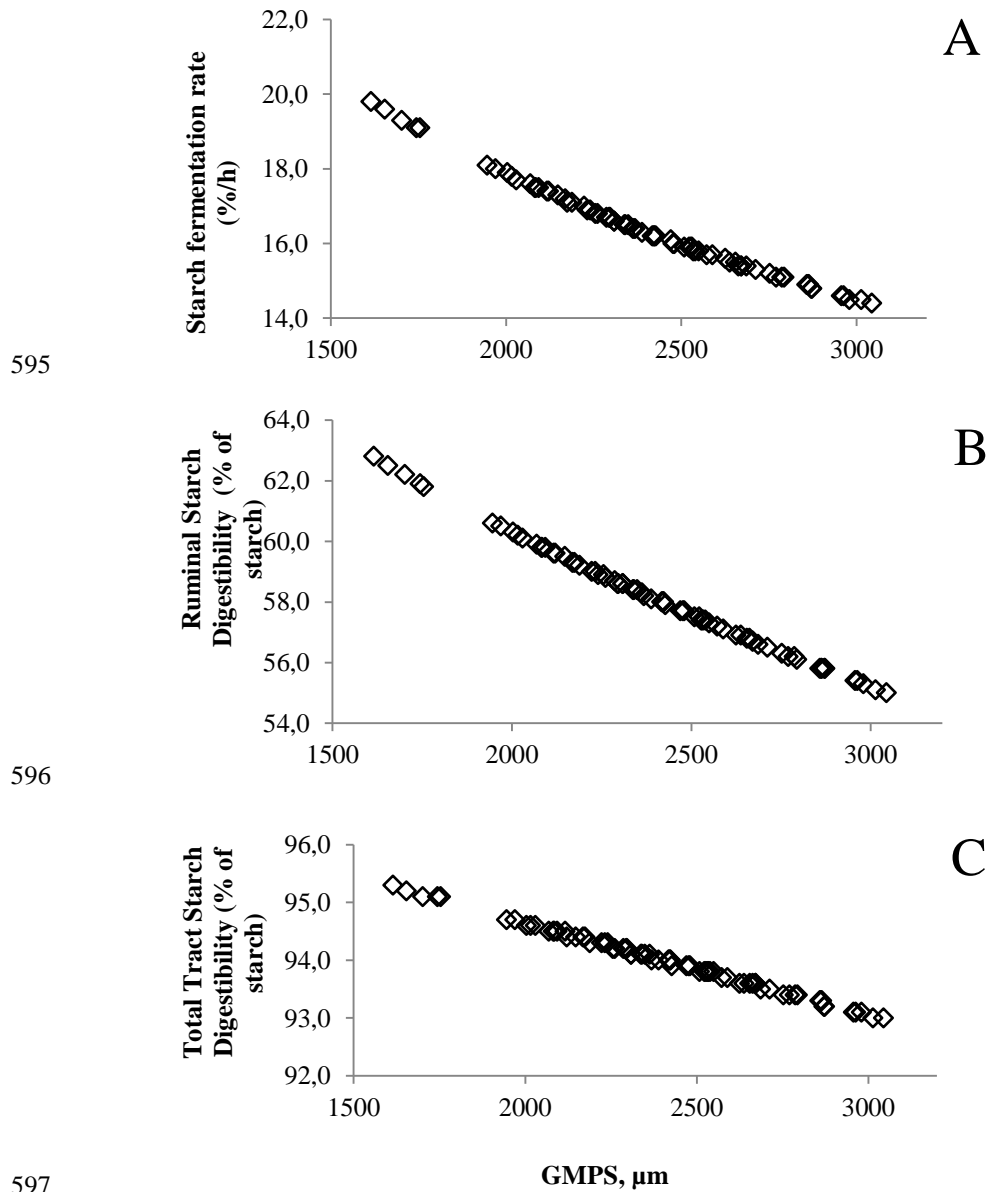 A
Starch fermentation rate
(%/h)
22,0
20,0
18,0
16,0
14,0
1500 2000 2500 3000
595
B
Ruminal Starch
Digestibility (% of
starch)
64,0
62,0
60,0
58,0
56,0
54,0
1500 2000 2500 3000
596
C
Total Tract Starch
Digestibility (% of
starch)
96,0
95,0
94,0
93,0
92,0
1500 2000 2500 3000
GMPS, µm
597